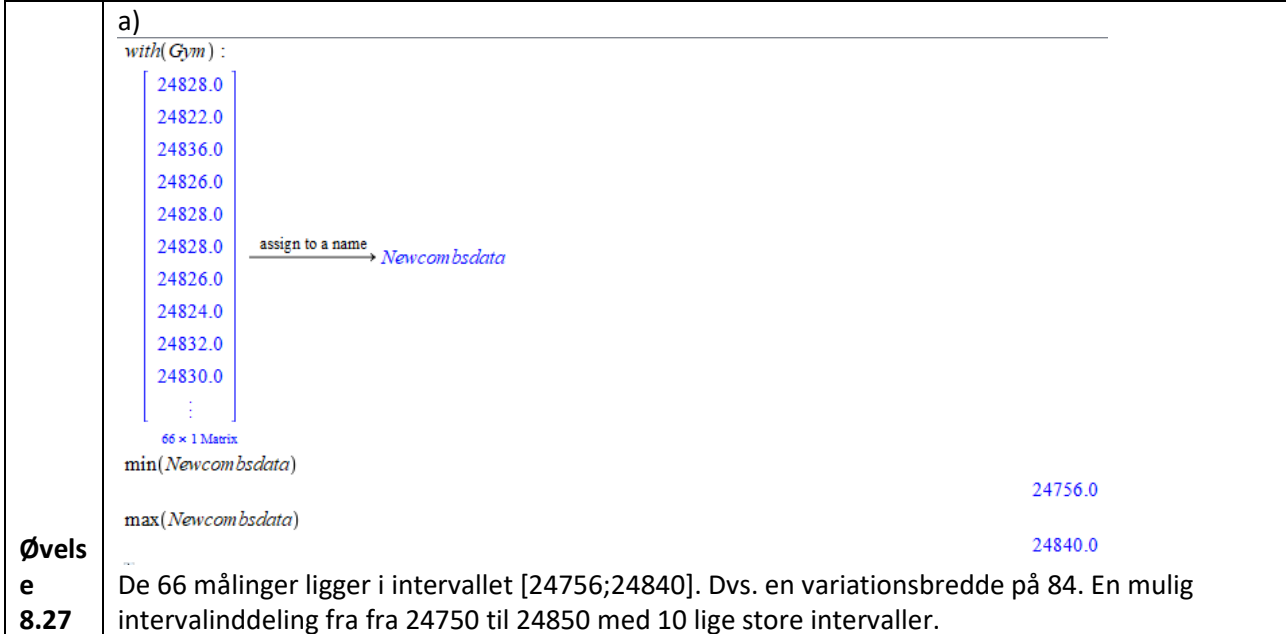 a)
with(Gym) :
24828.0
24822.0
24836.0
24826.0
24828.0
24828.0
24826.0
24824.0
24832.0
24830.0
⋮
66 × 1 Matrix
assign to a name
Newcombsdata
min(Newcombsdata)
24756.0
max(Newcombsdata)
24840.0
Øvels
e
8.27
De 66 målinger ligger i intervallet [24756;24840]. Dvs. en variationsbredde på 84. En mulig
intervalinddeling fra fra 24750 til 24850 med 10 lige store intervaller.